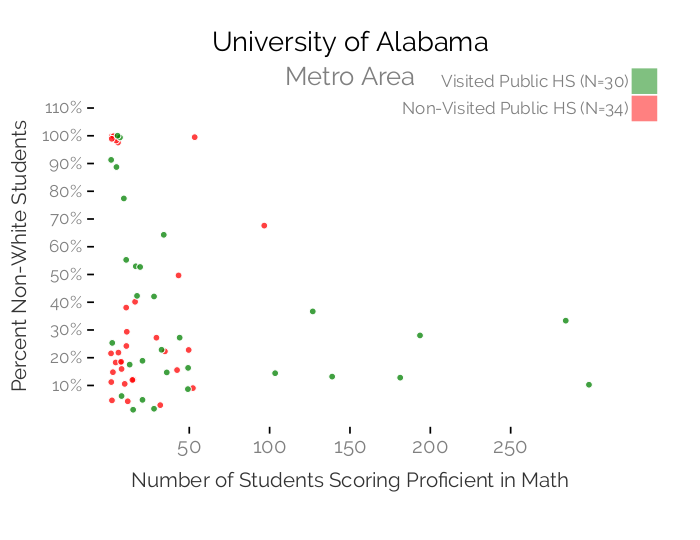 University of Alabama
Metro Area
Visited Public HS (N=30)
Non-Visited Public HS (N=34)
Percent Non-White Students
110%
100%
90%
80%
70%
60%
50%
40%
30%
20%
10%
50 100 150 200 250
Number of Students Scoring Proficient in Math